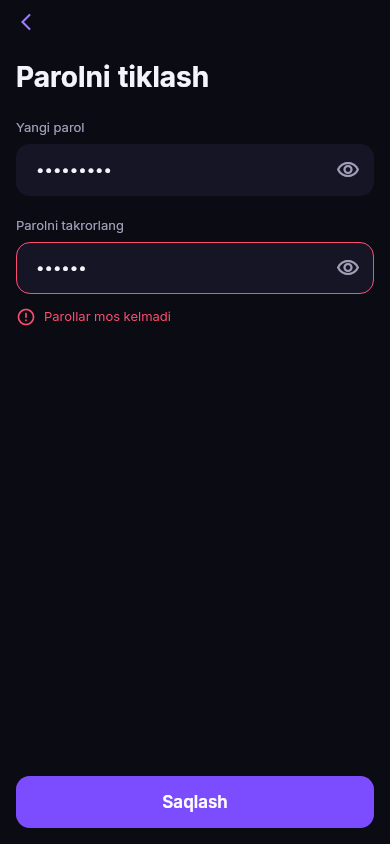 Parolni tiklash
Yangi parol
•••••••••
Parolni takrorlang
••••••
Parollar mos kelmadi
Saqlash